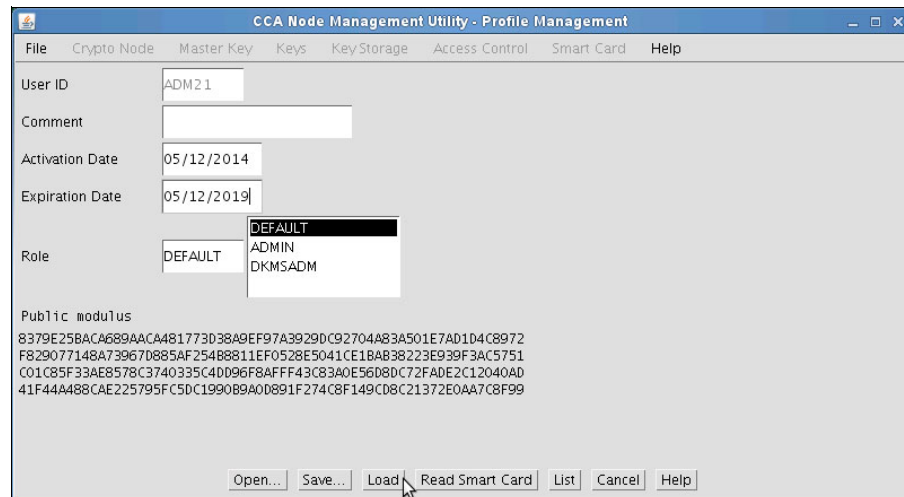 CCA Node Management Utility - Profile Management
File Crypto Node Master Key Keys Key Storage Access Control Smart Card Help
User ID ADM21
Comment
Activation Date 05/12/2014
Expiration Date 05/12/2019
DEFAULT
ADMIN
Role DEFAULT
DKMSADM
Public modulus
8379E25BACA689AACA481773D38A9EF97A3929DC92704A83A501E7AD1D4C8972
F829077148A73967D885AF254B8811EF0528E5041CE1BAB38223E939F3AC5751
C01C85F33AE8578C3740335C4DD96F8AFFF43C83A0E56D8DC72FADE2C12040AD
41F44A488CAE225795FC5DC1990B9A0D891F274C8F149CD8C21372E0AA7C8F99
Open... Save... Load Read Smart Card List Cancel Help